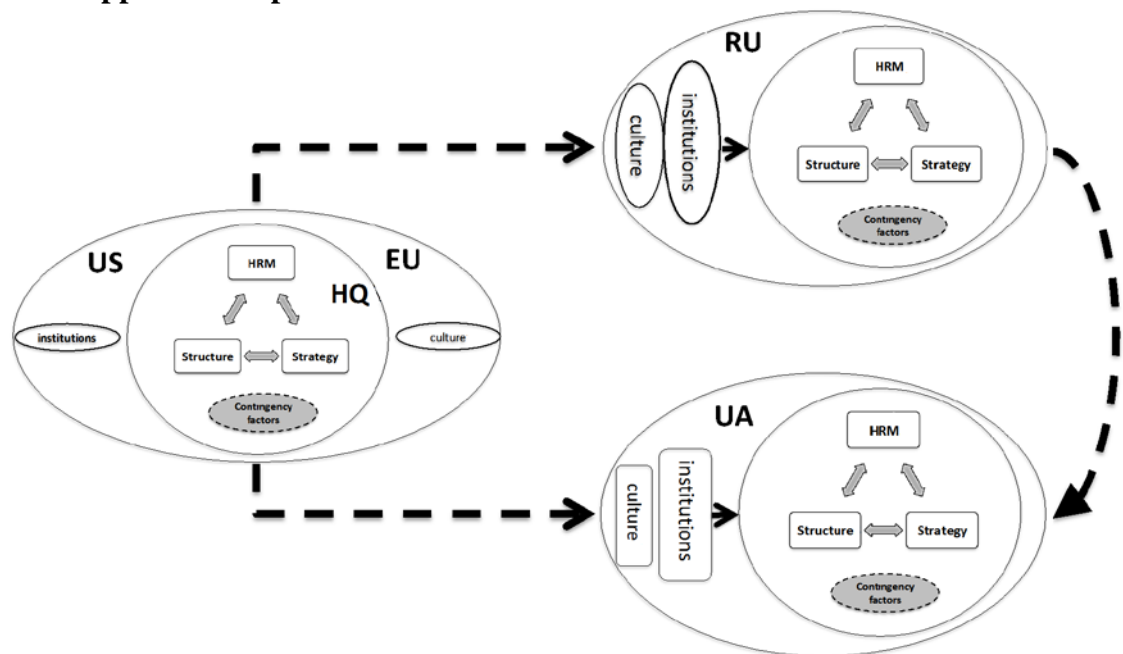 RU
HRM
culture
institutions
Structure
Strategy
Contingency
factors
US
EU
HRM
HQ
institutions
culture
Structure
Strategy
Contingency
factors
UA
HRM
culture
institutions
Structure
Strategy
Contingency
factors